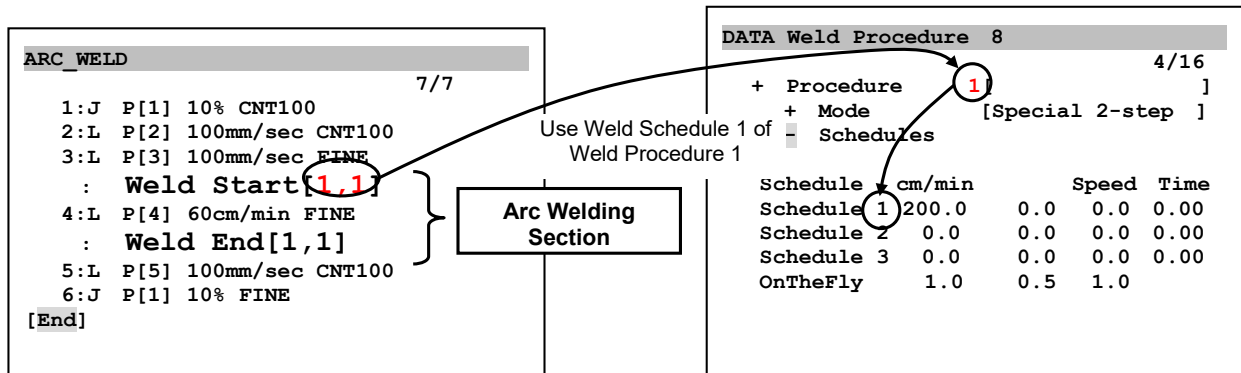 ARC_WELD
7/7
1:J P[1] 10% CNT100
2:L P[2] 100mm/sec CNT100
3:L P[3] 100mm/sec FINE
: Weld Start[1,1]
4:L P[4] 60cm/min FINE
: Weld End[1,1]
5:L P[5] 100mm/sec CNT100
6:J P[1] 10% FINE
[End]
Arc Welding
Section
Use Weld Schedule 1 of
Weld Procedure 1
DATA Weld Procedure 8
4/16
+ Procedure 1[ ]
+ Mode [Special 2-step ]
- Schedules
Schedule cm/min Speed Time
Schedule 1 200.0 0.0 0.0 0.00
Schedule 2 0.0 0.0 0.0 0.00
Schedule 3 0.0 0.0 0.0 0.00
OnTheFly 1.0 0.5 1.0